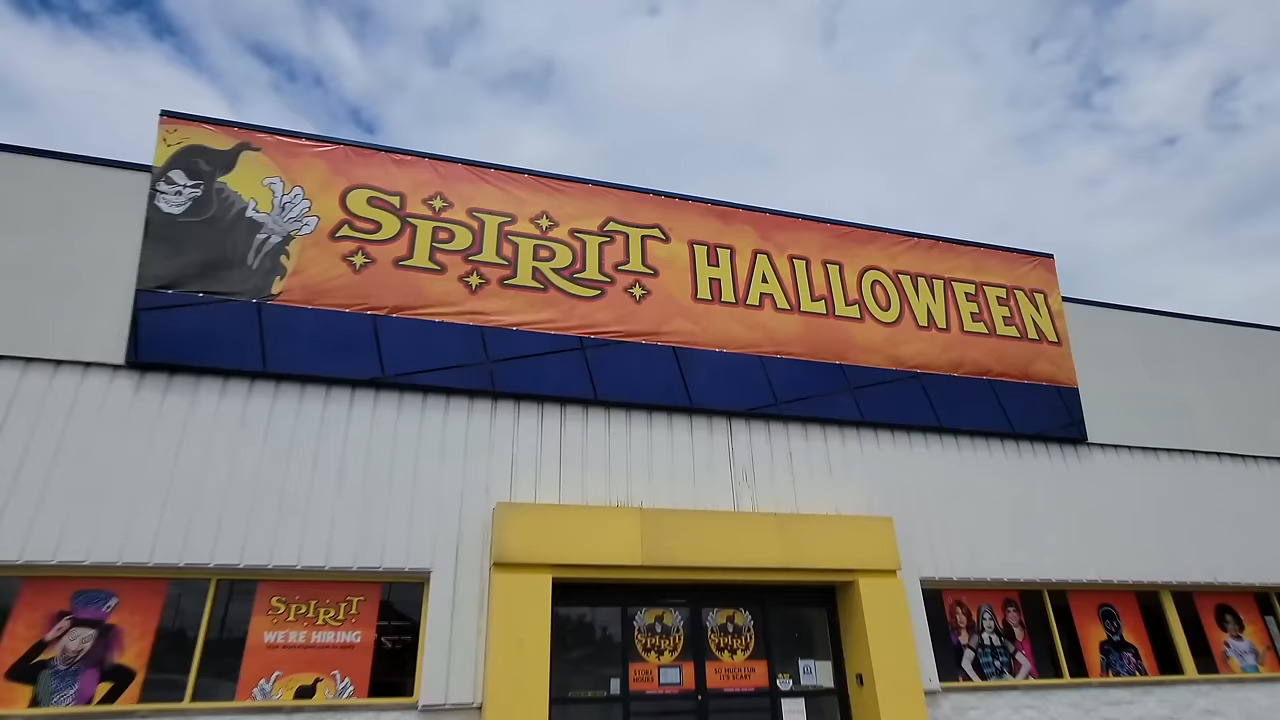 SPIRIT HALLOWEEN
SPIRIT
WE'RE HIRING
SPIRIT
STORE
HOURS
SPIRIT
SO MUCH FUN
IT'S SCARY